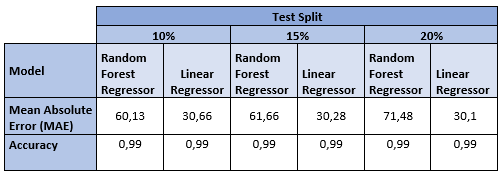 Test Split
10% 15% 20%
Model Random Forest Regressor Linear Regressor Random Forest Regressor Linear Regressor Random Forest Regressor Linear Regressor
Mean Absolute Error (MAE) 60,13 30,66 61,66 30,28 71,48 30,1
Accuracy 0,99 0,99 0,99 0,99 0,99 0,99